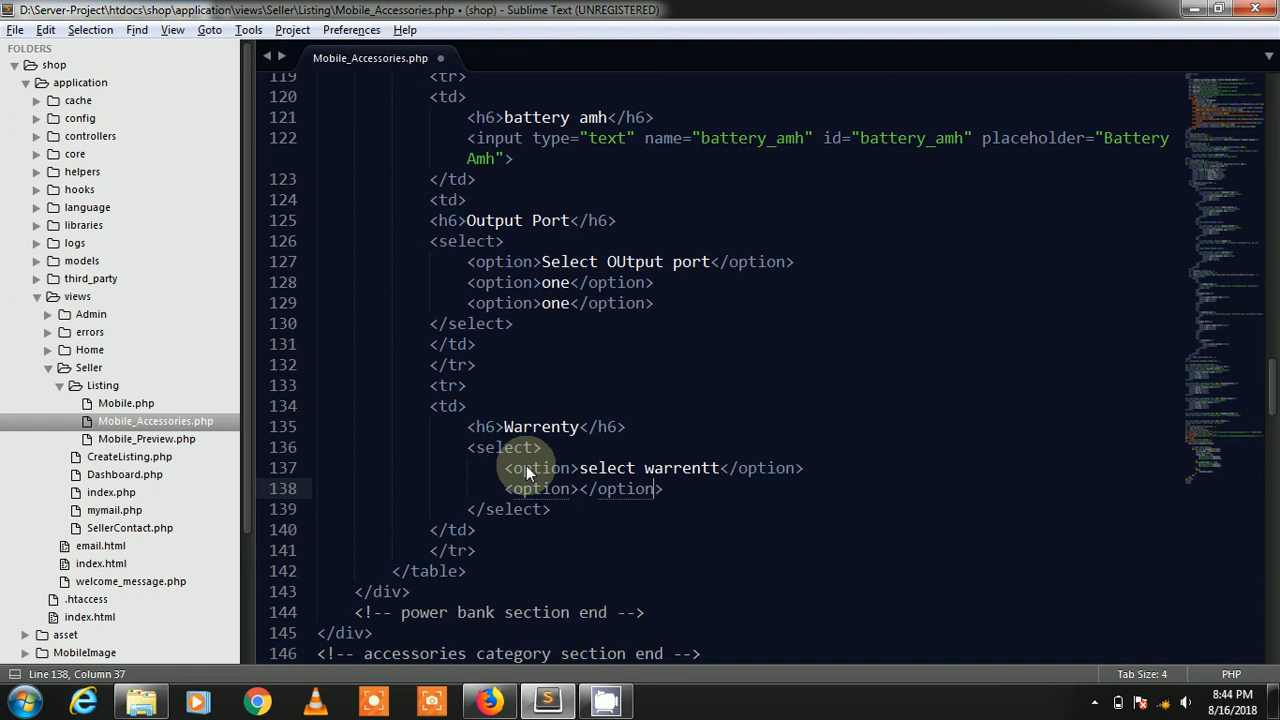 D:\Server-Project\htdocs\shop\application\views\Seller\Listing\Mobile_Accessories.php • (shop) - Sublime Text (UNREGISTERED)
File Edit Selection Find View Goto Tools Project Preferences Help
FOLDERS
shop
application
cache
config
controllers
core
helpers
hooks
language
libraries
logs
models
third_party
views
Admin
errors
Home
Seller
Listing
Mobile.php
Mobile_Accessories.php
Mobile_Preview.php
CreateListing.php
Dashboard.php
index.php
mymail.php
SellerContact.php
email.html
index.html
welcome_message.php
.htaccess
index.html
asset
MobileImage
Mobile_Accessories.php
119 <tr>
120 <td>
121 <h6>battery amh</h6>
122 <input type="text" name="battery_amh" id="battery_amh" placeholder="Battery
Amh">
123 </td>
124 <td>
125 <h6>Output Port</h6>
126 <select>
127 <option>Select OUtput port</option>
128 <option>one</option>
129 <option>one</option>
130 </select>
131 </td>
132 </tr>
133 <tr>
134 <td>
135 <h6>Warrenty</h6>
136 <select>
137 <option>select warrentt</option>
138 <option></option>
139 </select>
140 </td>
141 </tr>
142 </table>
143 </div>
144 <!-- power bank section end -->
145 </div>
146 <!-- accessories category section end -->
Line 138, Column 37
Tab Size: 4
PHP
8:44 PM
8/16/2018